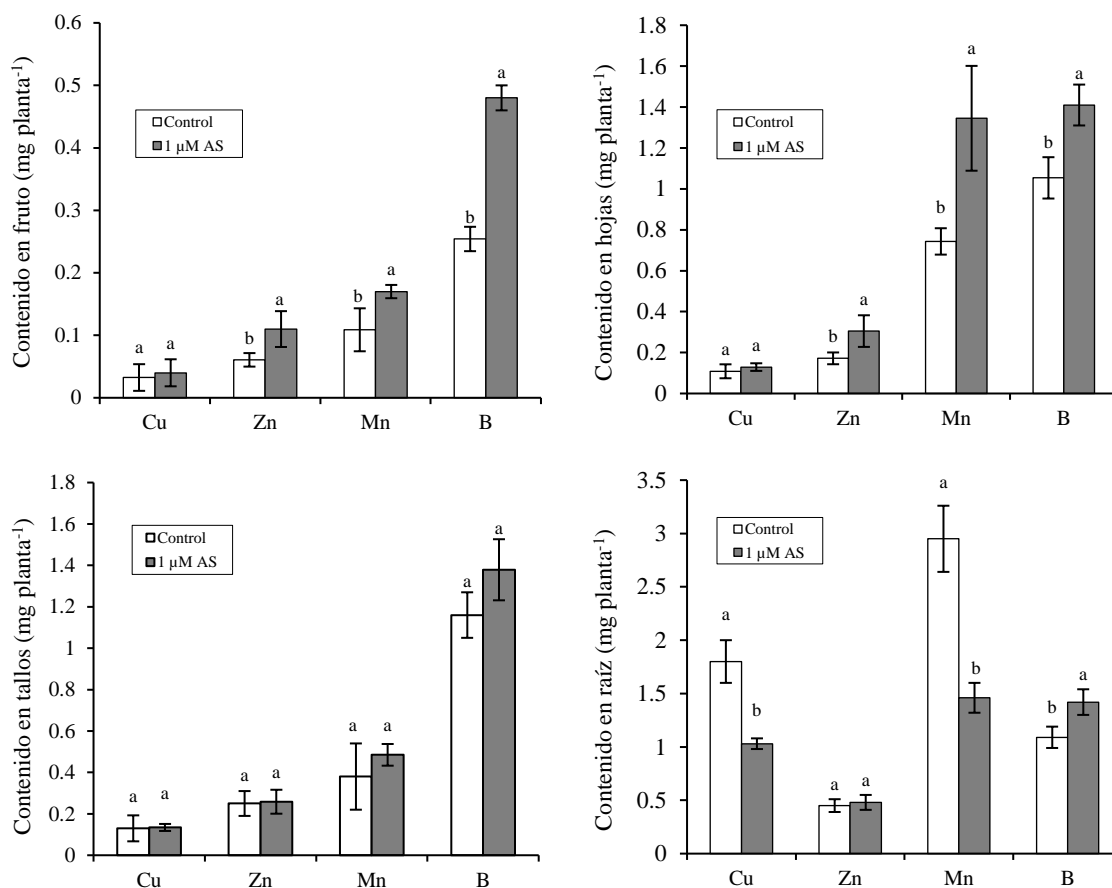 Contenido en fruto (mg planta-1)
0.6
0.5
0.4
0.3
0.2
0.1
0
Control
1 µM AS
a
a
b
a
b
a
b
a
Cu
Zn
Mn
B
Contenido en hojas (mg planta-1)
1.8
1.6
1.4
1.2
1
0.8
0.6
0.4
0.2
0
Control
1 µM AS
a
a
b
a
b
a
b
a
Cu
Zn
Mn
B
Contenido en tallos (mg planta-1)
1.8
1.6
1.4
1.2
1
0.8
0.6
0.4
0.2
0
Control
1 µM AS
a
a
a
a
a
a
a
a
Cu
Zn
Mn
B
Contenido en raíz (mg planta-1)
3.5
3
2.5
2
1.5
1
0.5
0
Control
1 µM AS
a
b
a
a
a
b
b
a
Cu
Zn
Mn
B